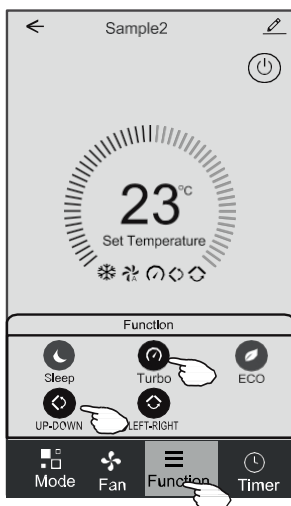 Sample2
23°C
Set Temperature
A
Function
Sleep Turbo ECO
UP-DOWN LEFT-RIGHT
Mode Fan Function Timer